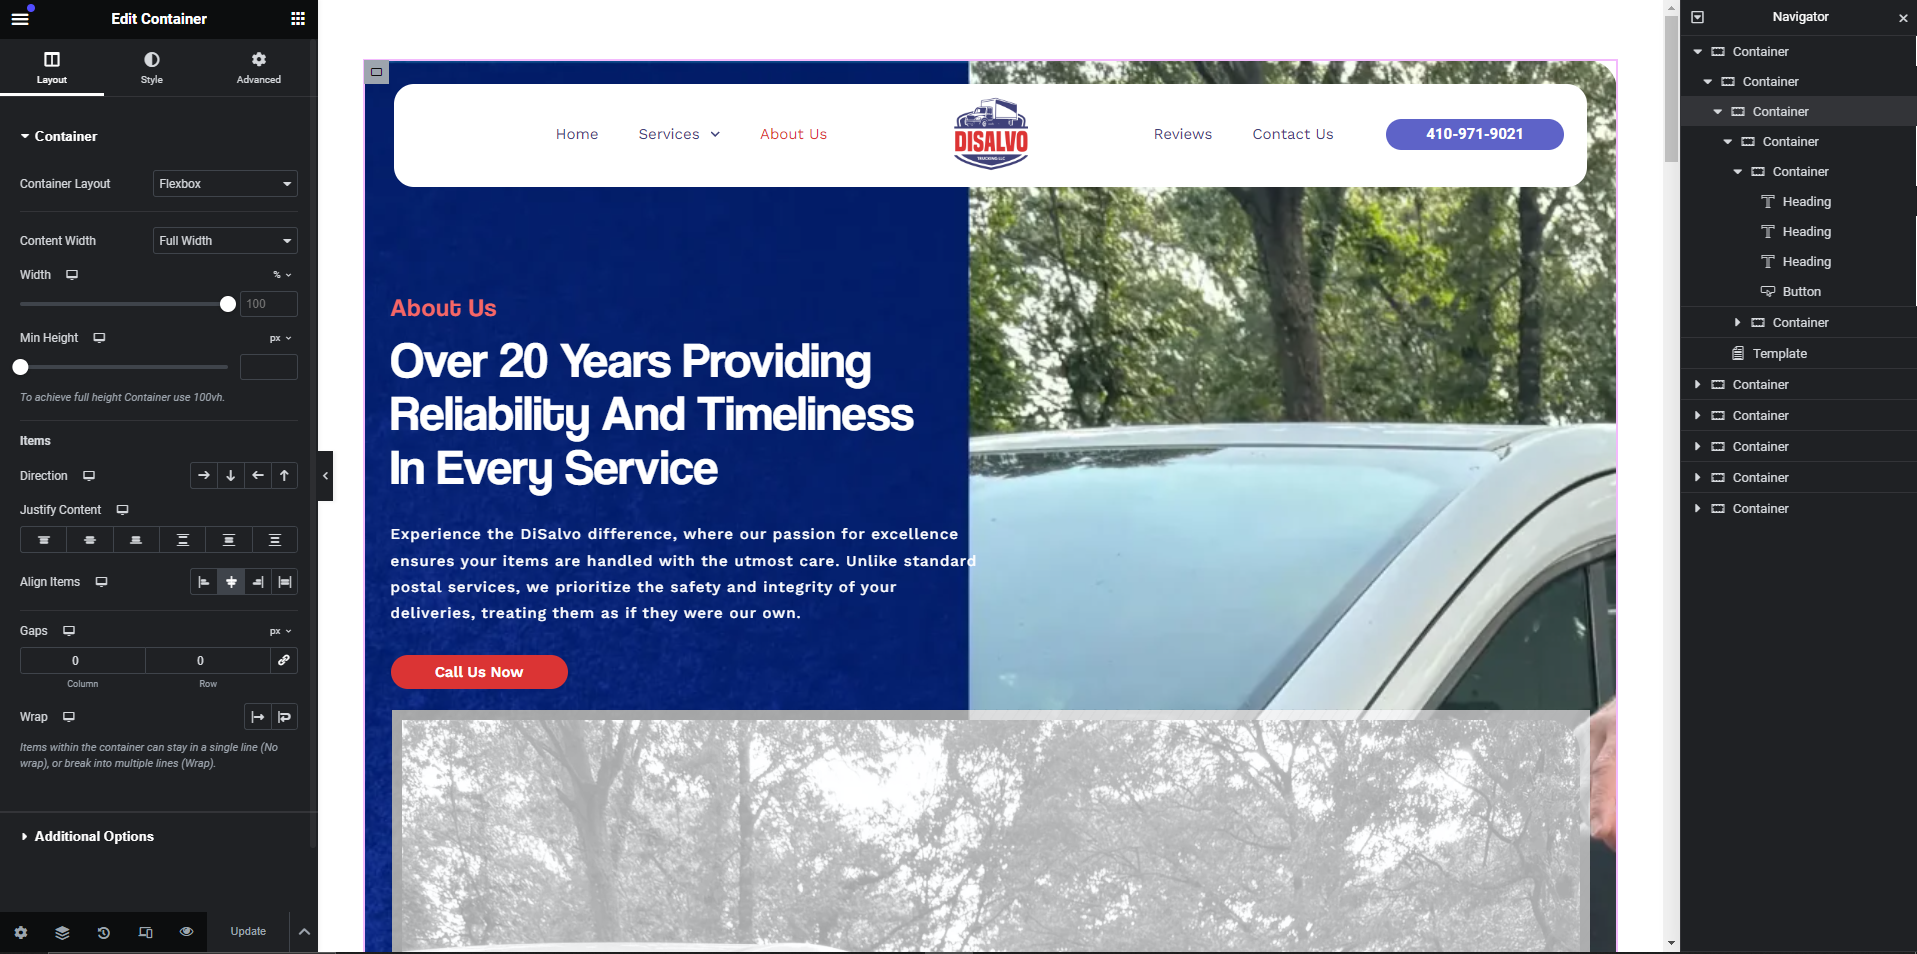 Edit Container
Layout
Style
Advanced
Container
Container Layout
Flexbox
Content Width
Full Width
Width
%
100
Min Height
px
To achieve full height Container use 100vh.
Items
Direction
Justify Content
Align Items
Gaps
px
0
0
Column
Row
Wrap
Items within the container can stay in a single line (No
wrap), or break into multiple lines (Wrap).
Additional Options
Update
Home
Services
About Us
DISALVO
TRUCKING LLC
Reviews
Contact Us
410-971-9021
About Us
Over 20 Years Providing
Reliability And Timeliness
In Every Service
Experience the DiSalvo difference, where our passion for excellence
ensures your items are handled with the utmost care. Unlike standard
postal services, we prioritize the safety and integrity of your
deliveries, treating them as if they were our own.
Call Us Now
Navigator
Container
Container
Container
Container
Container
Heading
Heading
Heading
Button
Container
Template
Container
Container
Container
Container
Container